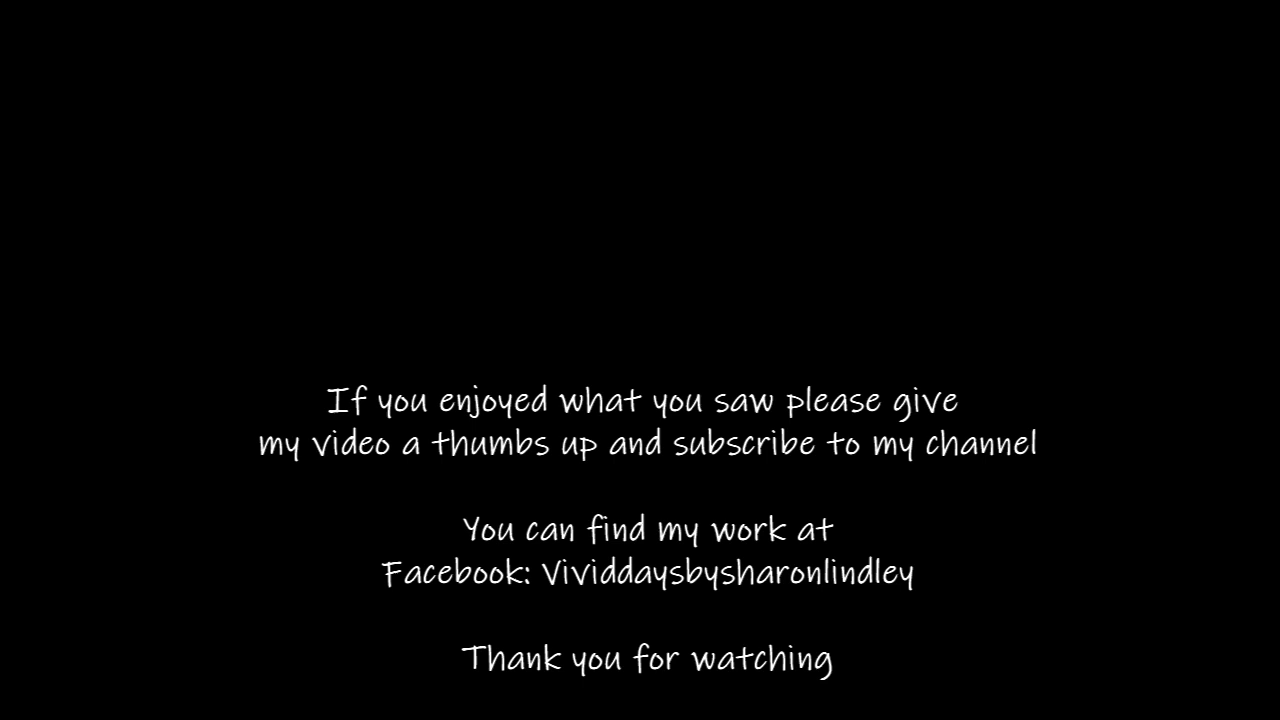 If you enjoyed what you saw please give
my video a thumbs up and subscribe to my channel
You can find my work at
Facebook: Vividdaysbysharonlindley
Thank you for watching